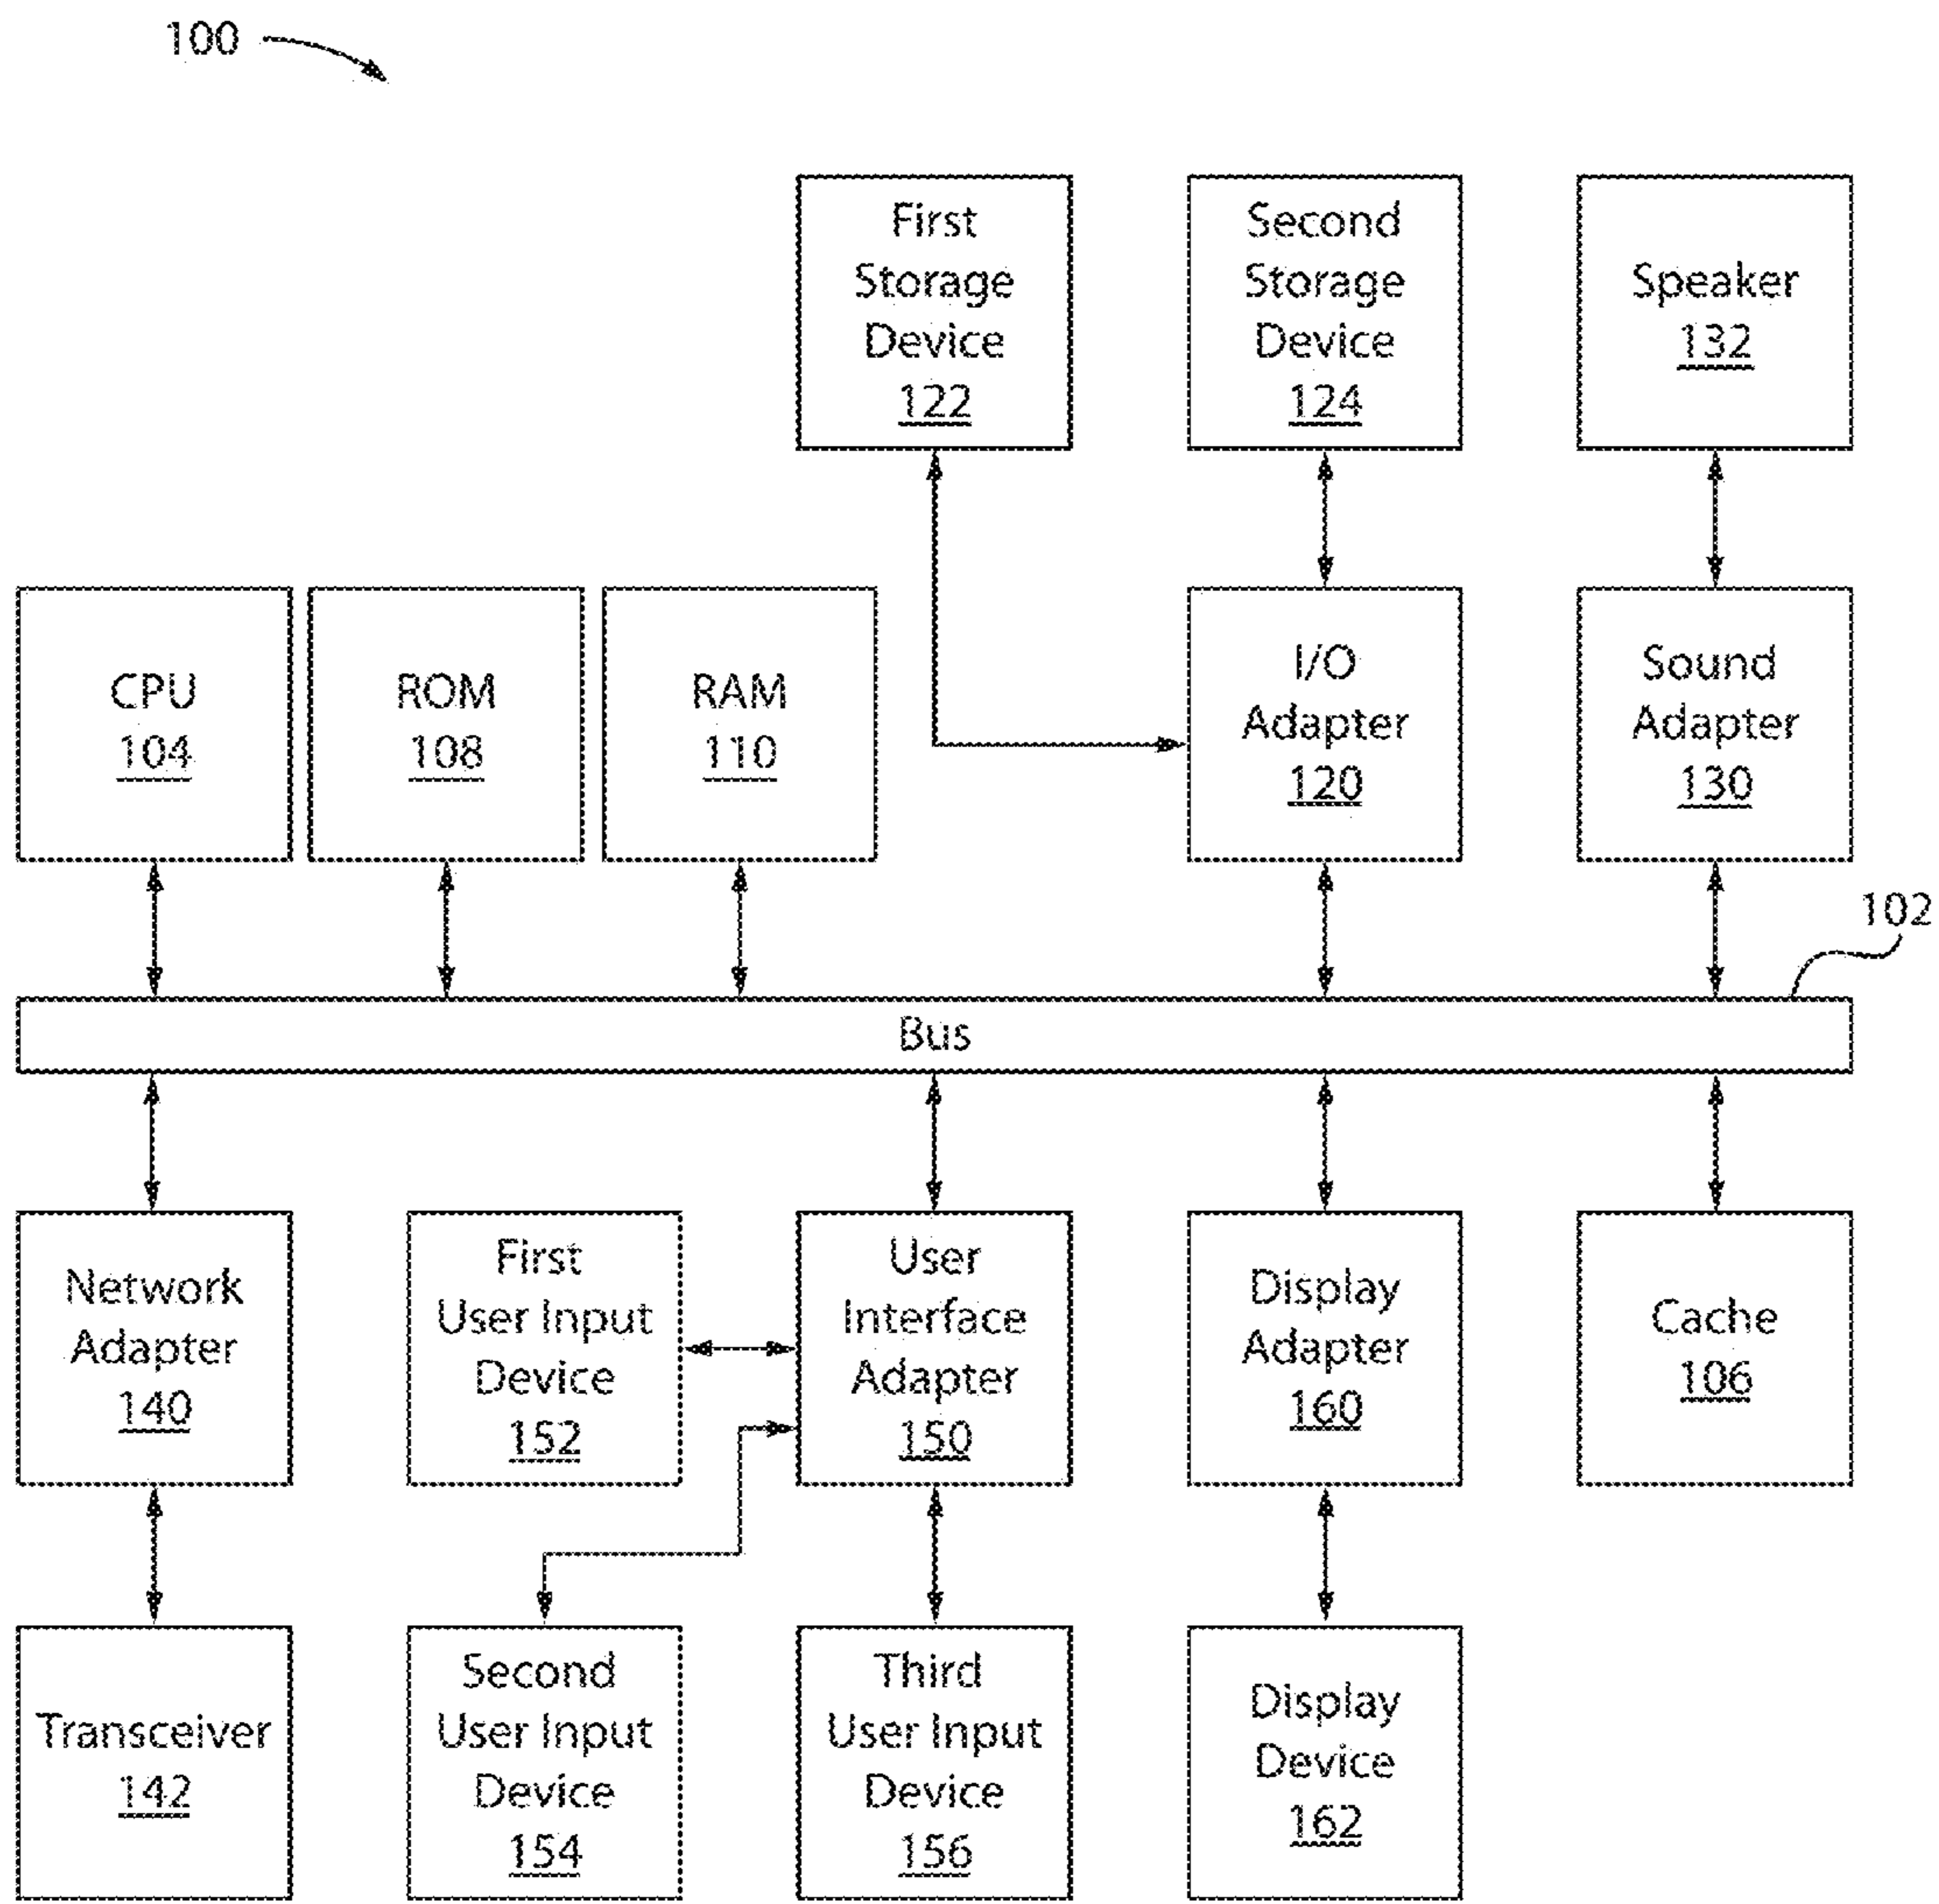 100
First
Storage
Device
122
Second
Storage
Device
124
Speaker
132
CPU
104
ROM
108
RAM
110
I/O
Adapter
120
Sound
Adapter
130
102
Bus
Network
Adapter
140
First
User Input
Device
152
User
Interface
Adapter
150
Display
Adapter
160
Cache
106
Transceiver
142
Second
User Input
Device
154
Third
User Input
Device
156
Display
Device
162